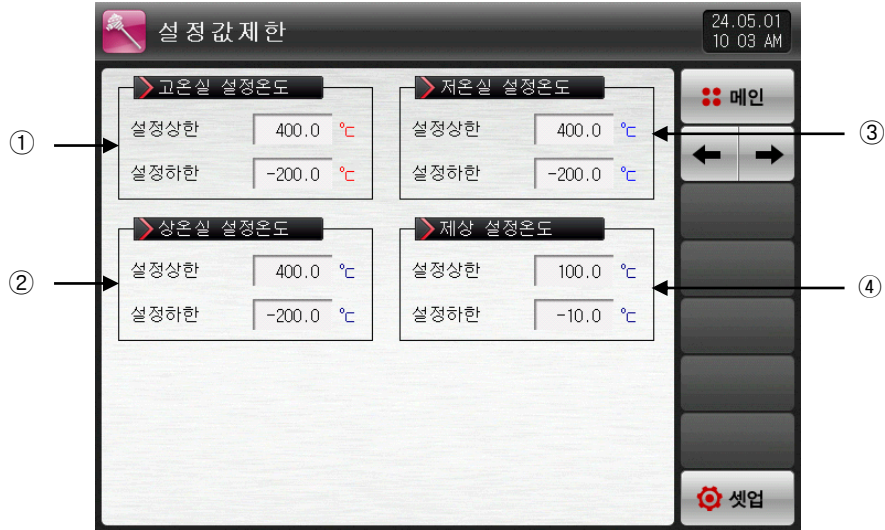 설정값제한
24.05.01
10 03 AM
고온실 설정온도
설정상한 400.0 ℃
설정하한 -200.0 ℃
저온실 설정온도
설정상한 400.0 ℃
설정하한 -200.0 ℃
상온실 설정온도
설정상한 400.0 ℃
설정하한 -200.0 ℃
제상 설정온도
설정상한 100.0 ℃
설정하한 -10.0 ℃
메인
셋업
①
②
③
④